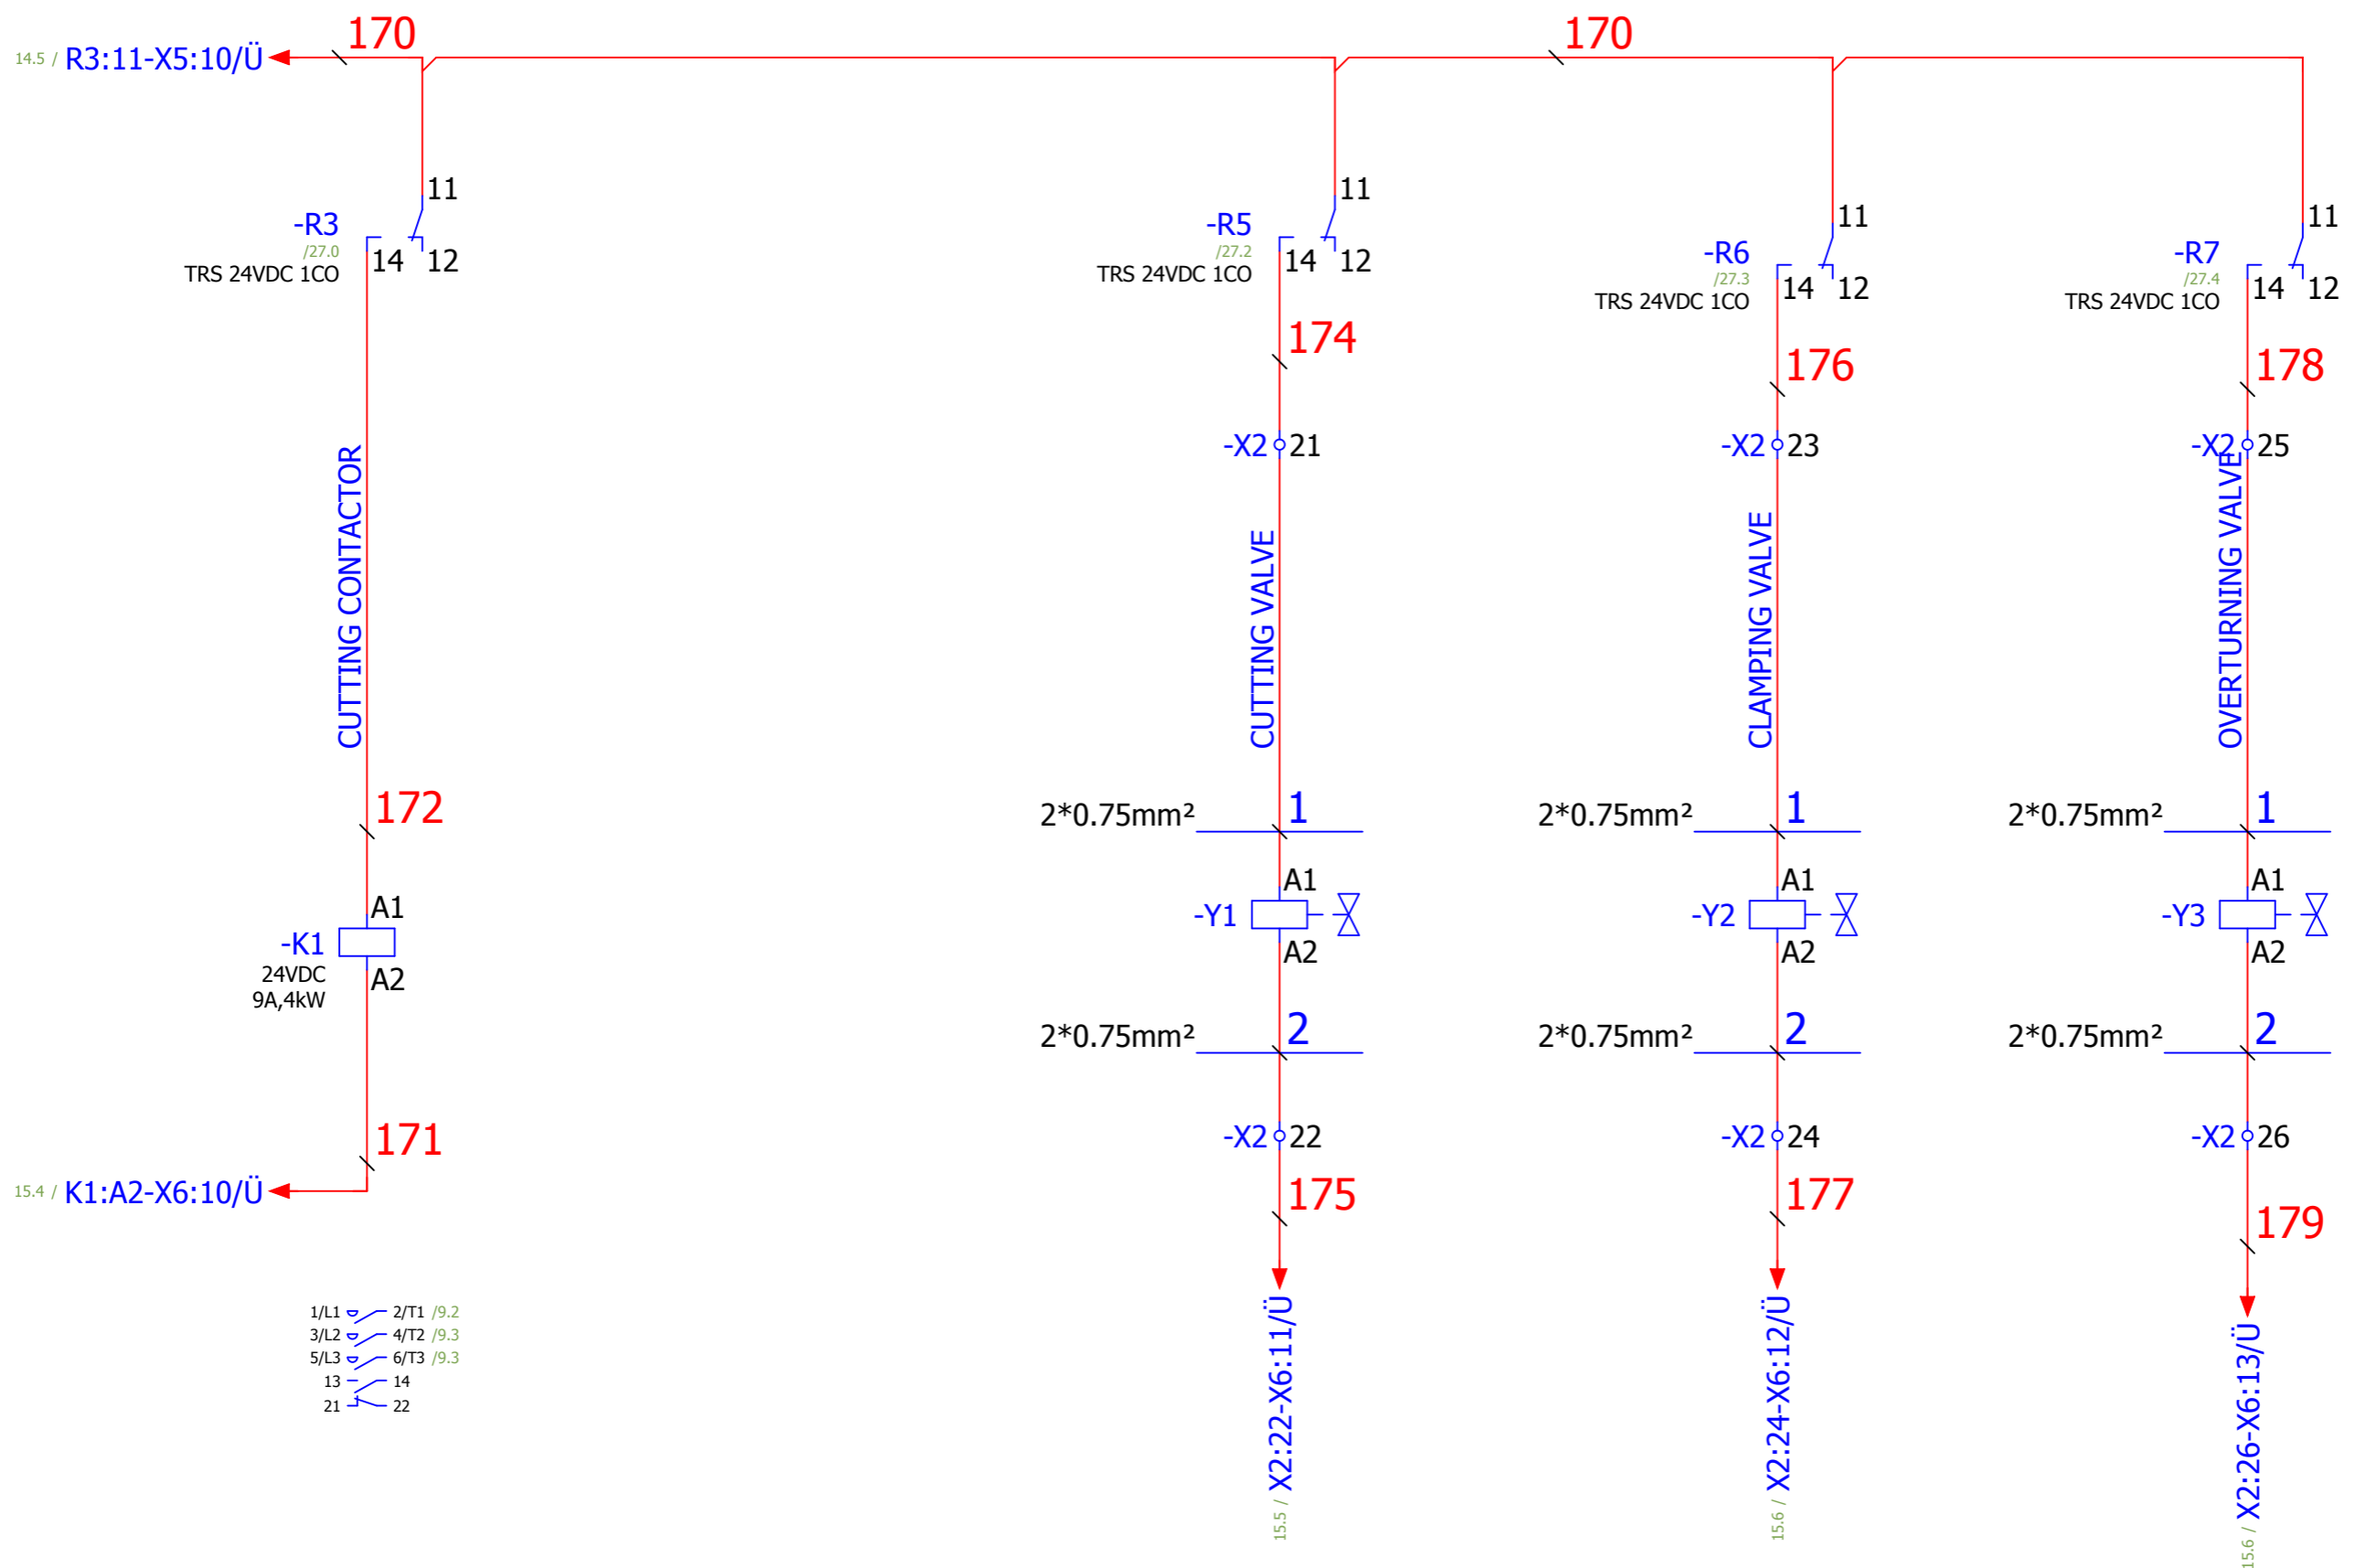 170
170
14.5 / R3:11-X5:10/Ü
11
-R3
/27.0
TRS 24VDC 1CO
14
12
11
-R5
/27.2
TRS 24VDC 1CO
14
12
11
-R6
/27.3
TRS 24VDC 1CO
14
12
11
-R7
/27.4
TRS 24VDC 1CO
14
12
174
176
178
-X2
21
-X2
23
-X2
25
CUTTING CONTACTOR
CUTTING VALVE
CLAMPING VALVE
OVERTURNING VALVE
172
2*0.75mm²
1
2*0.75mm²
1
2*0.75mm²
1
A1
-K1
24VDC
9A,4kW
A2
A1
-Y1
A2
A1
-Y2
A2
A1
-Y3
A2
2*0.75mm²
2
2*0.75mm²
2
2*0.75mm²
2
171
-X2
22
-X2
24
-X2
26
15.4 / K1:A2-X6:10/Ü
175
177
179
1/L1 2/T1 /9.2
3/L2 4/T2 /9.3
5/L3 6/T3 /9.3
13 14
21 22
15.5 / X2:22-X6:11/Ü
15.6 / X2:24-X6:12/Ü
15.6 / X2:26-X6:13/Ü